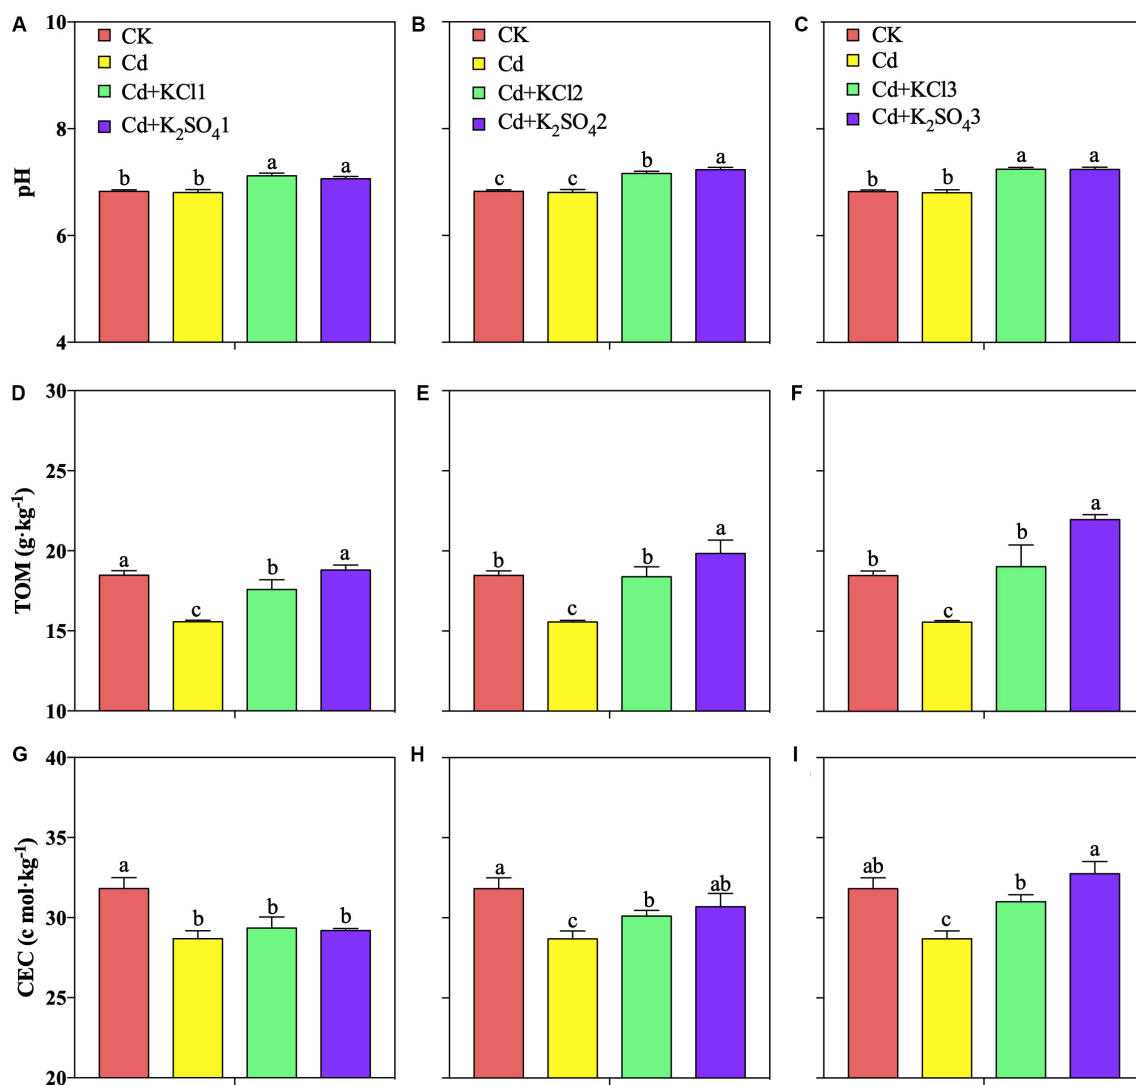 A
10
8
6
4
pH
CK
Cd
Cd+KCl1
Cd+K2SO41
b b a a
B
CK
Cd
Cd+KCl2
Cd+K2SO42
c c b a
C
CK
Cd
Cd+KCl3
Cd+K2SO43
b b a a
D
30
25
20
15
10
TOM (g·kg-1)
a c b a
E
b c b a
F
b c b a
G
40
35
30
25
20
CEC (c mol·kg-1)
a b b b
H
a c b ab
I
ab c b a